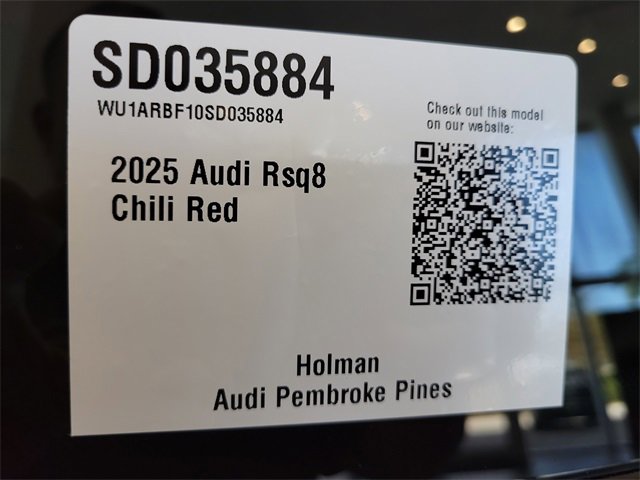 SD035884
WU1ARBF10SD035884
Check out this model
on our website:
2025 Audi Rsq8
Chili Red
Holman
Audi Pembroke Pines